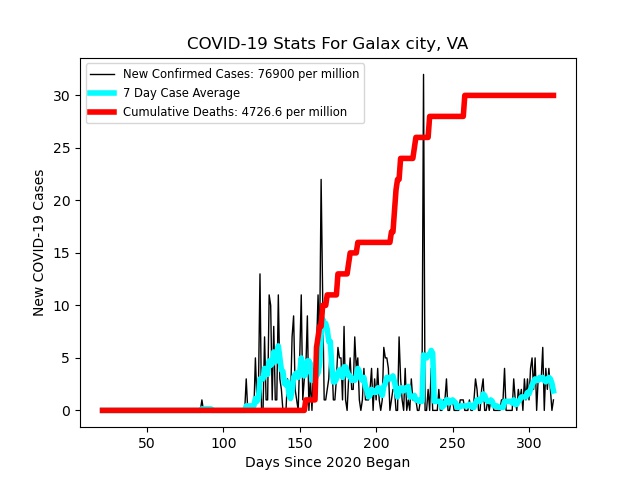 COVID-19 Stats For Galax city, VA
New Confirmed Cases: 76900 per million
7 Day Case Average
Cumulative Deaths: 4726.6 per million
New COVID-19 Cases
30
25
20
15
10
5
0
50 100 150 200 250 300
Days Since 2020 Began